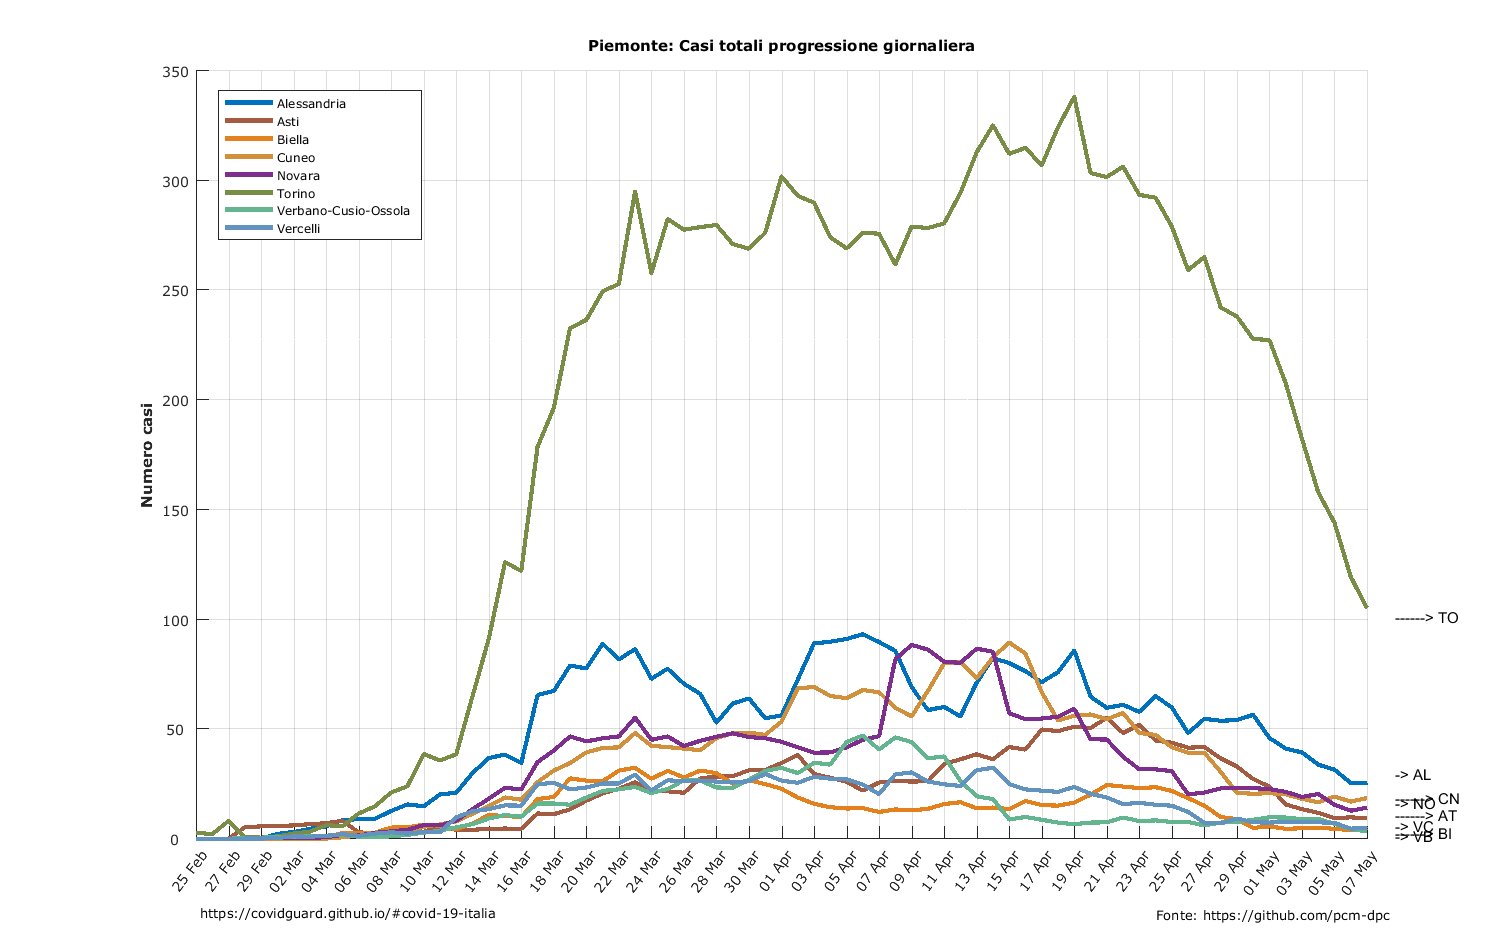 Piemonte: Casi totali progressione giornaliera
350
300
250
200
150
100
50
0
Numero casi
Alessandria
Asti
Biella
Cuneo
Novara
Torino
Verbano-Cusio-Ossola
Vercelli
------> TO
-> AL
------> CN
-> NO
------> AT
-> VC
------> BI
-> VB
25 Feb
27 Feb
29 Feb
02 Mar
04 Mar
06 Mar
08 Mar
10 Mar
12 Mar
14 Mar
16 Mar
18 Mar
20 Mar
22 Mar
24 Mar
26 Mar
28 Mar
30 Mar
01 Apr
03 Apr
05 Apr
07 Apr
09 Apr
11 Apr
13 Apr
15 Apr
17 Apr
19 Apr
21 Apr
23 Apr
25 Apr
27 Apr
29 Apr
01 May
03 May
05 May
07 May
https://covidguard.github.io/#covid-19-italia
Fonte: https://github.com/pcm-dpc